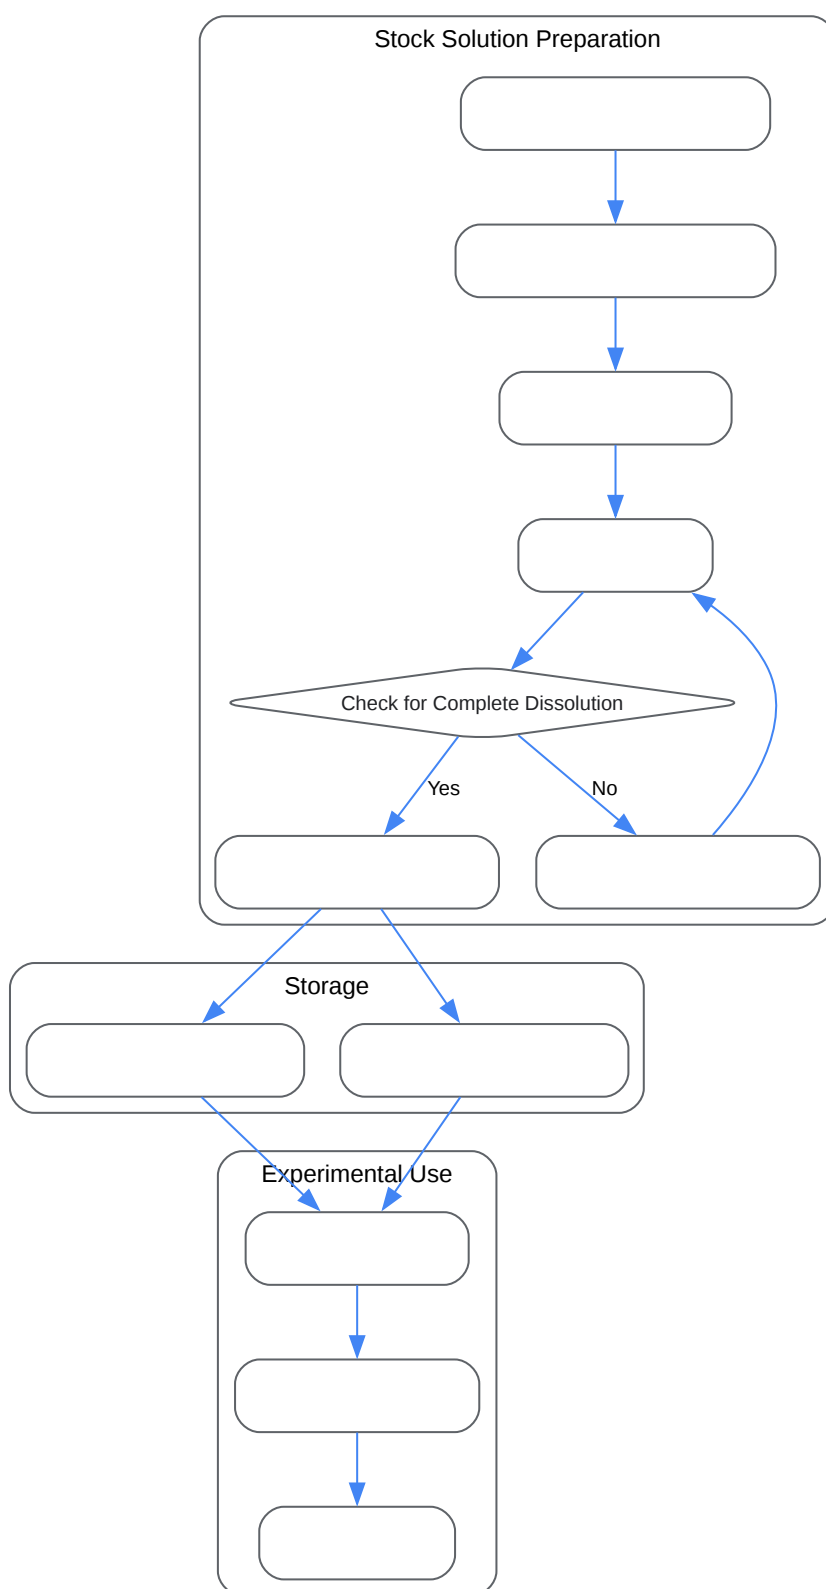 Stock Solution Preparation
Check for Complete Dissolution
Yes
No
Storage
Experimental Use